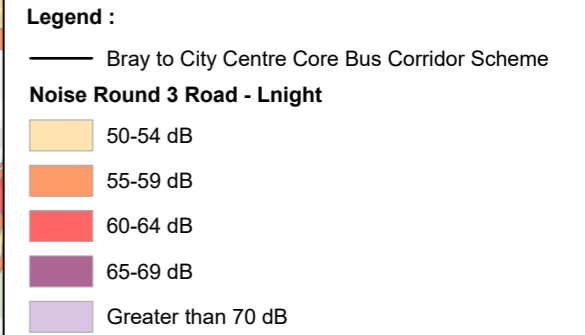 Legend :
Bray to City Centre Core Bus Corridor Scheme
Noise Round 3 Road - Lnight
50-54 dB
55-59 dB
60-64 dB
65-69 dB
Greater than 70 dB